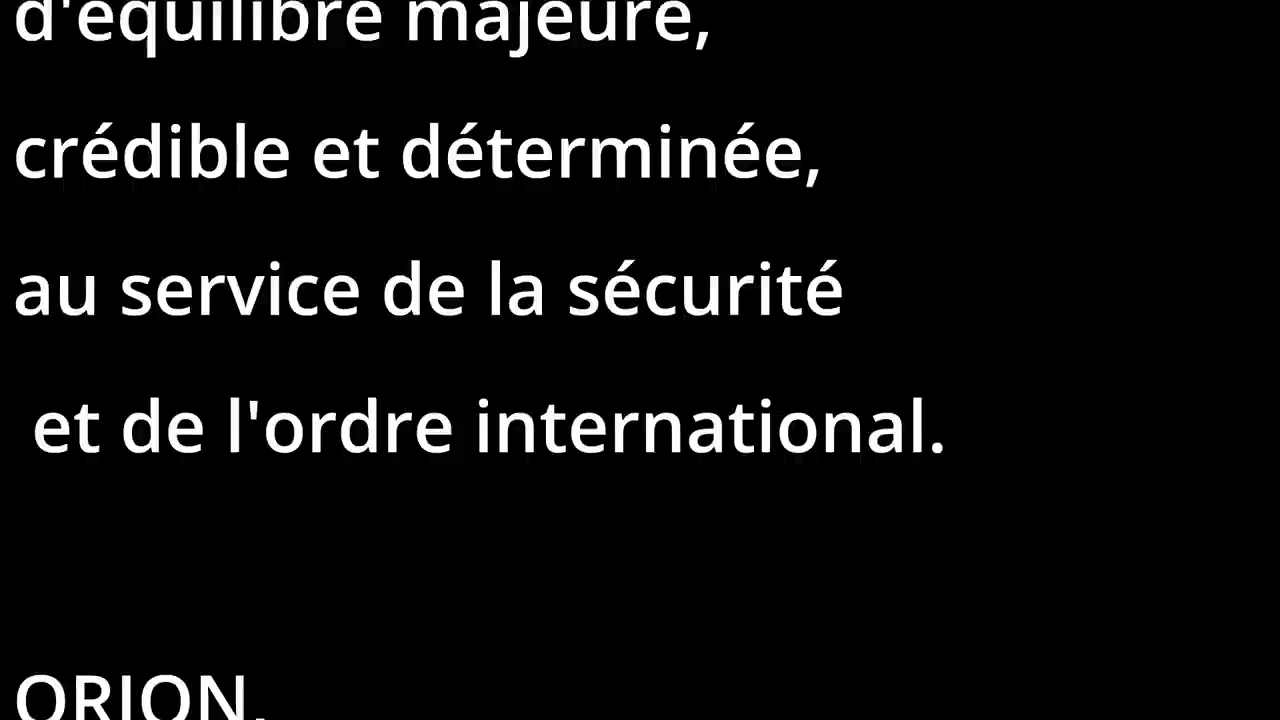 d'équilibre majeure,
crédible et déterminée,
au service de la sécurité
et de l'ordre international.
ORION,